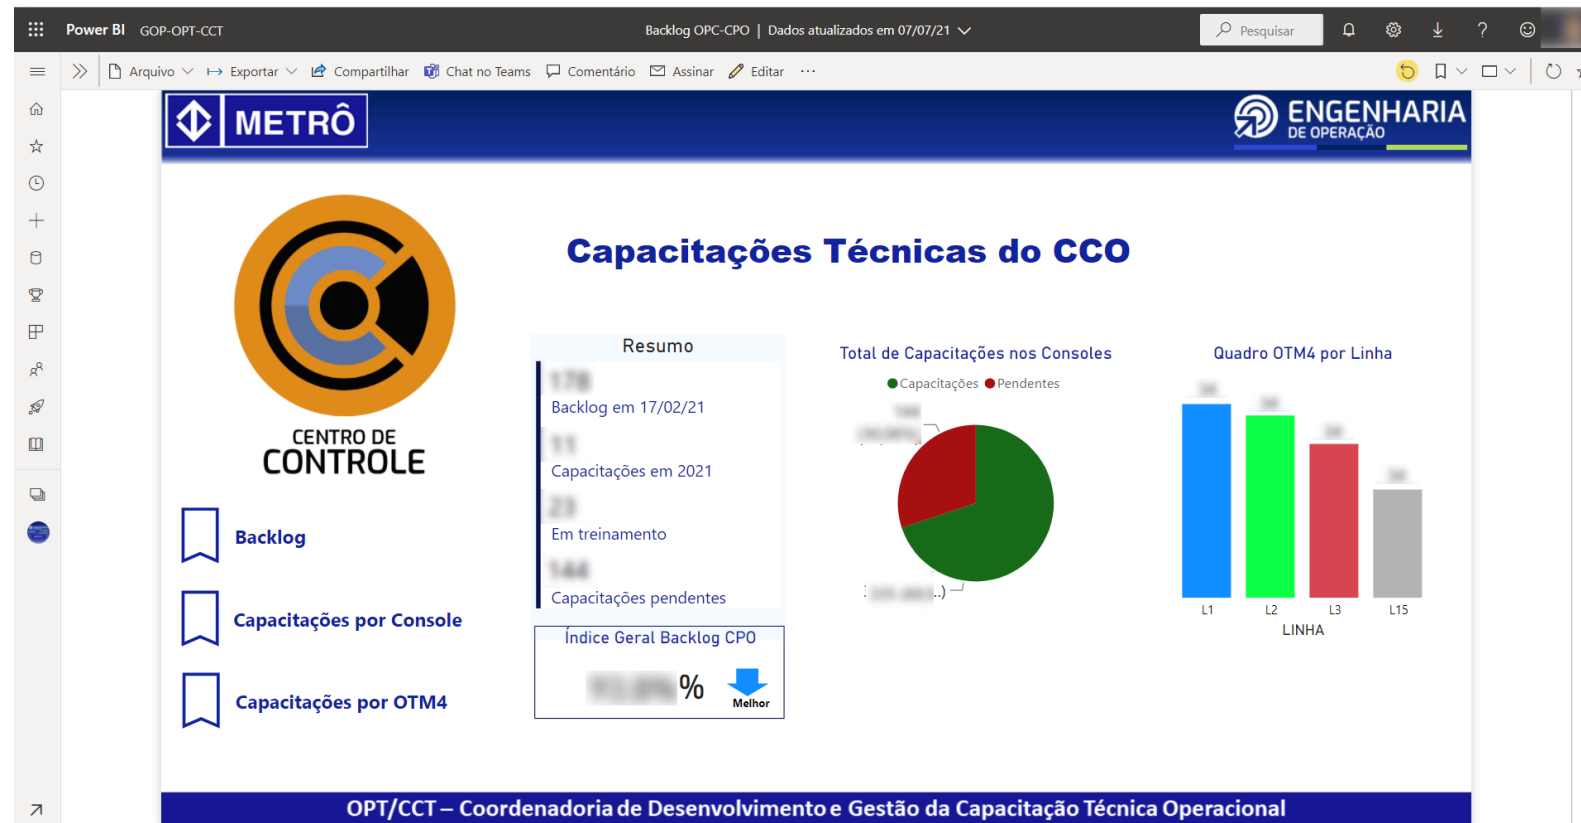 Power BI GOP-OPT-CCT
Backlog OPC-CPO | Dados atualizados em 07/07/21
Pesquisar
?
Arquivo Exportar Compartilhar Chat no Teams Comentário Assinar Editar ...
METRÔ
ENGENHARIA
DE OPERAÇÃO
Capacitações Técnicas do CCO
CENTRO DE
CONTROLE
Backlog
Capacitações por Console
Capacitações por OTM4
Resumo
Backlog em 17/02/21
Capacitações em 2021
Em treinamento
Capacitações pendentes
Índice Geral Backlog CPO
%
Melhor
Total de Capacitações nos Consoles
Capacitações Pendentes
Quadro OTM4 por Linha
L1 L2 L3 L15
LINHA
OPT/CCT – Coordenadoria de Desenvolvimento e Gestão da Capacitação Técnica Operacional